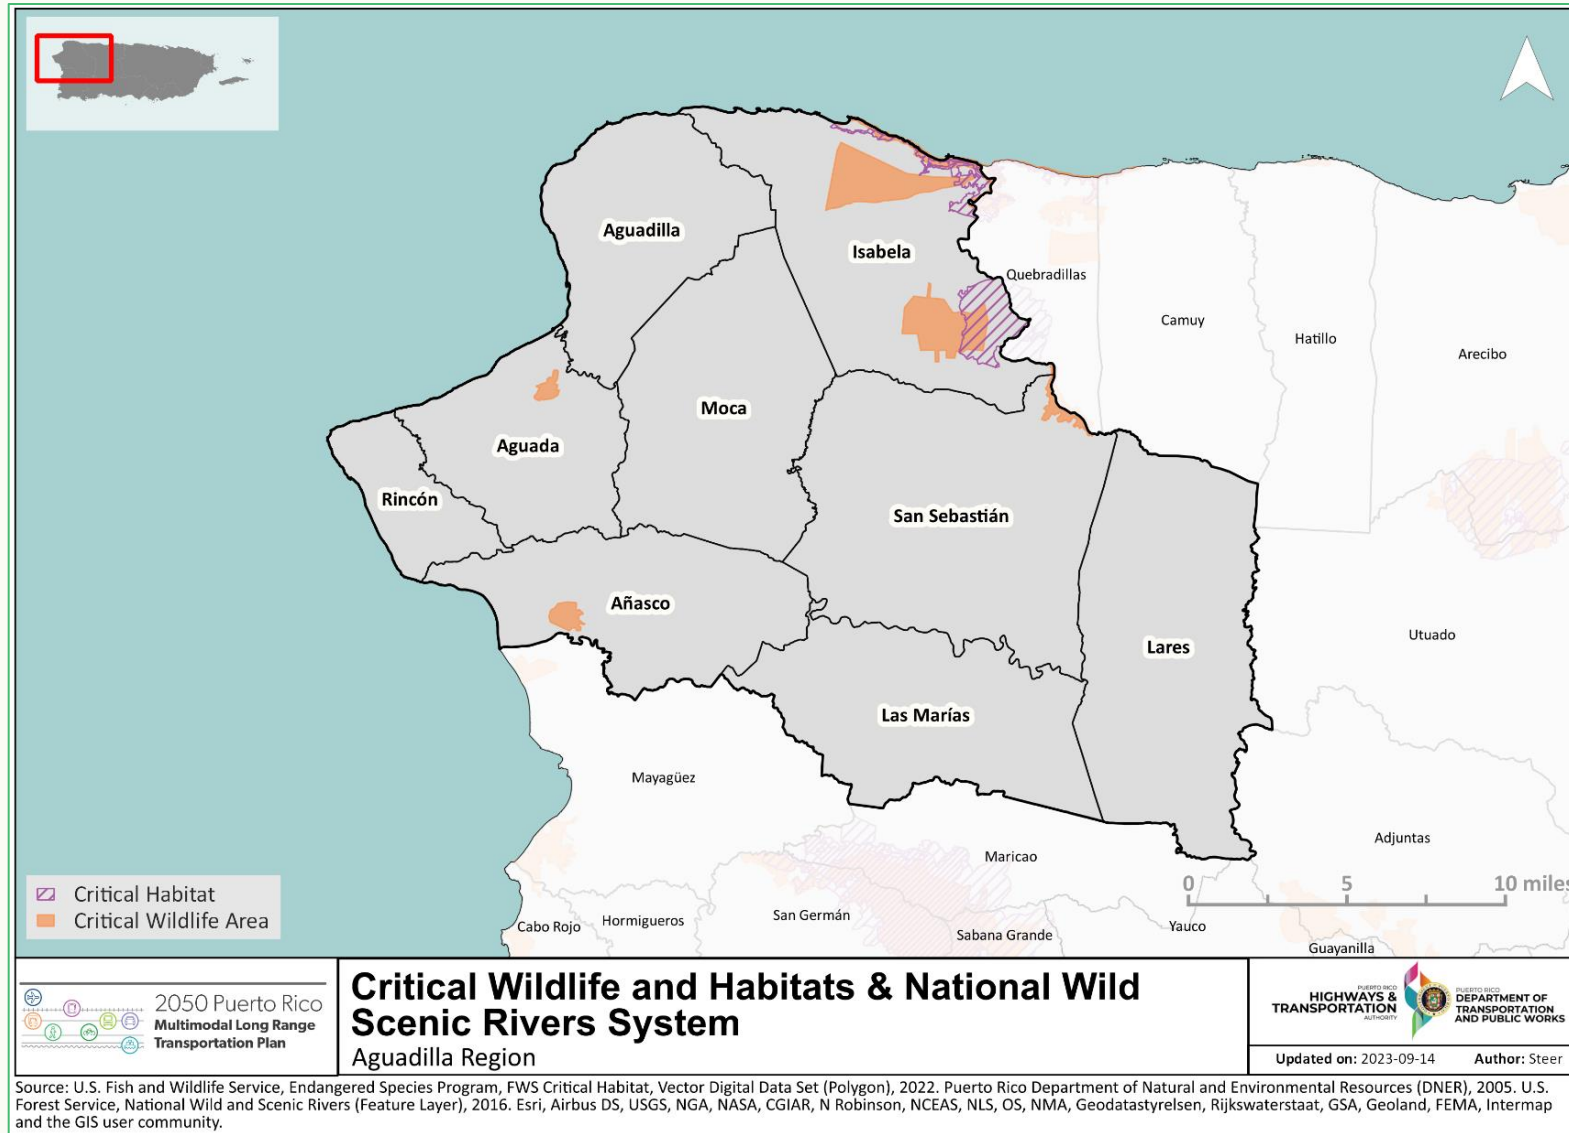 Aguadilla
Isabela
Quebradillas
Camuy
Hatillo
Arecibo
Moca
Aguada
Rincón
San Sebastián
Añasco
Lares
Utuado
Las Marías
Mayagüez
Maricao
Adjuntas
0 5 10 miles
Critical Habitat
Critical Wildlife Area
Cabo Rojo
Hormigueros
San Germán
Sabana Grande
Yauco
Guayanilla
2050 Puerto Rico
Multimodal Long Range
Transportation Plan
Critical Wildlife and Habitats & National Wild
Scenic Rivers System
Aguadilla Region
PUERTO RICO
HIGHWAYS &
TRANSPORTATION
AUTHORITY
PUERTO RICO
DEPARTMENT OF
TRANSPORTATION
AND PUBLIC WORKS
Updated on: 2023-09-14 Author: Steer
Source: U.S. Fish and Wildlife Service, Endangered Species Program, FWS Critical Habitat, Vector Digital Data Set (Polygon), 2022. Puerto Rico Department of Natural and Environmental Resources (DNER), 2005. U.S.
Forest Service, National Wild and Scenic Rivers (Feature Layer), 2016. Esri, Airbus DS, USGS, NGA, NASA, CGIAR, N Robinson, NCEAS, NLS, OS, NMA, Geodatastyrelsen, Rijkswaterstaat, GSA, Geoland, FEMA, Intermap
and the GIS user community.